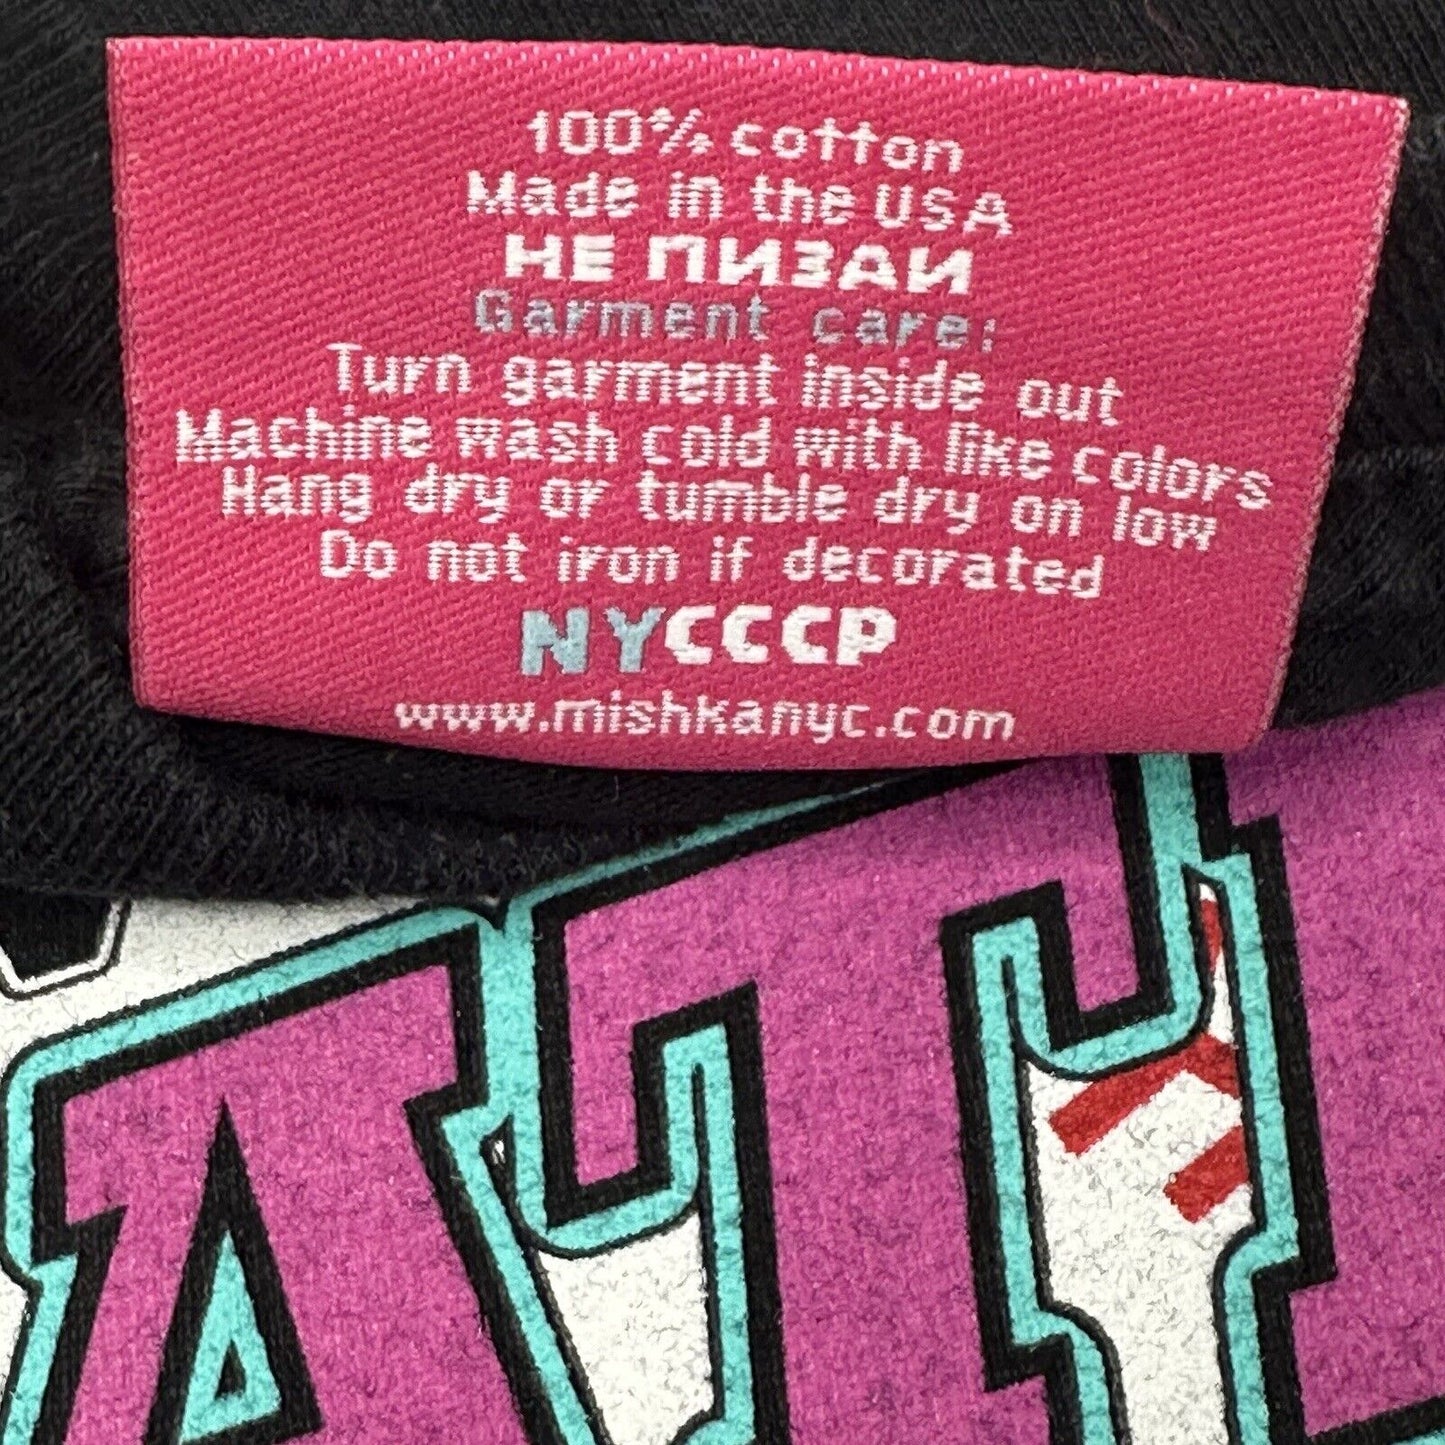 100% cotton
Made in the USA
НЕ ПИЗАЙ
Garment care:
Turn garment inside out
Machine wash cold with like colors
Hang dry or tumble dry on low
Do not iron if decorated
NYCCCP
www.mishkanyc.com